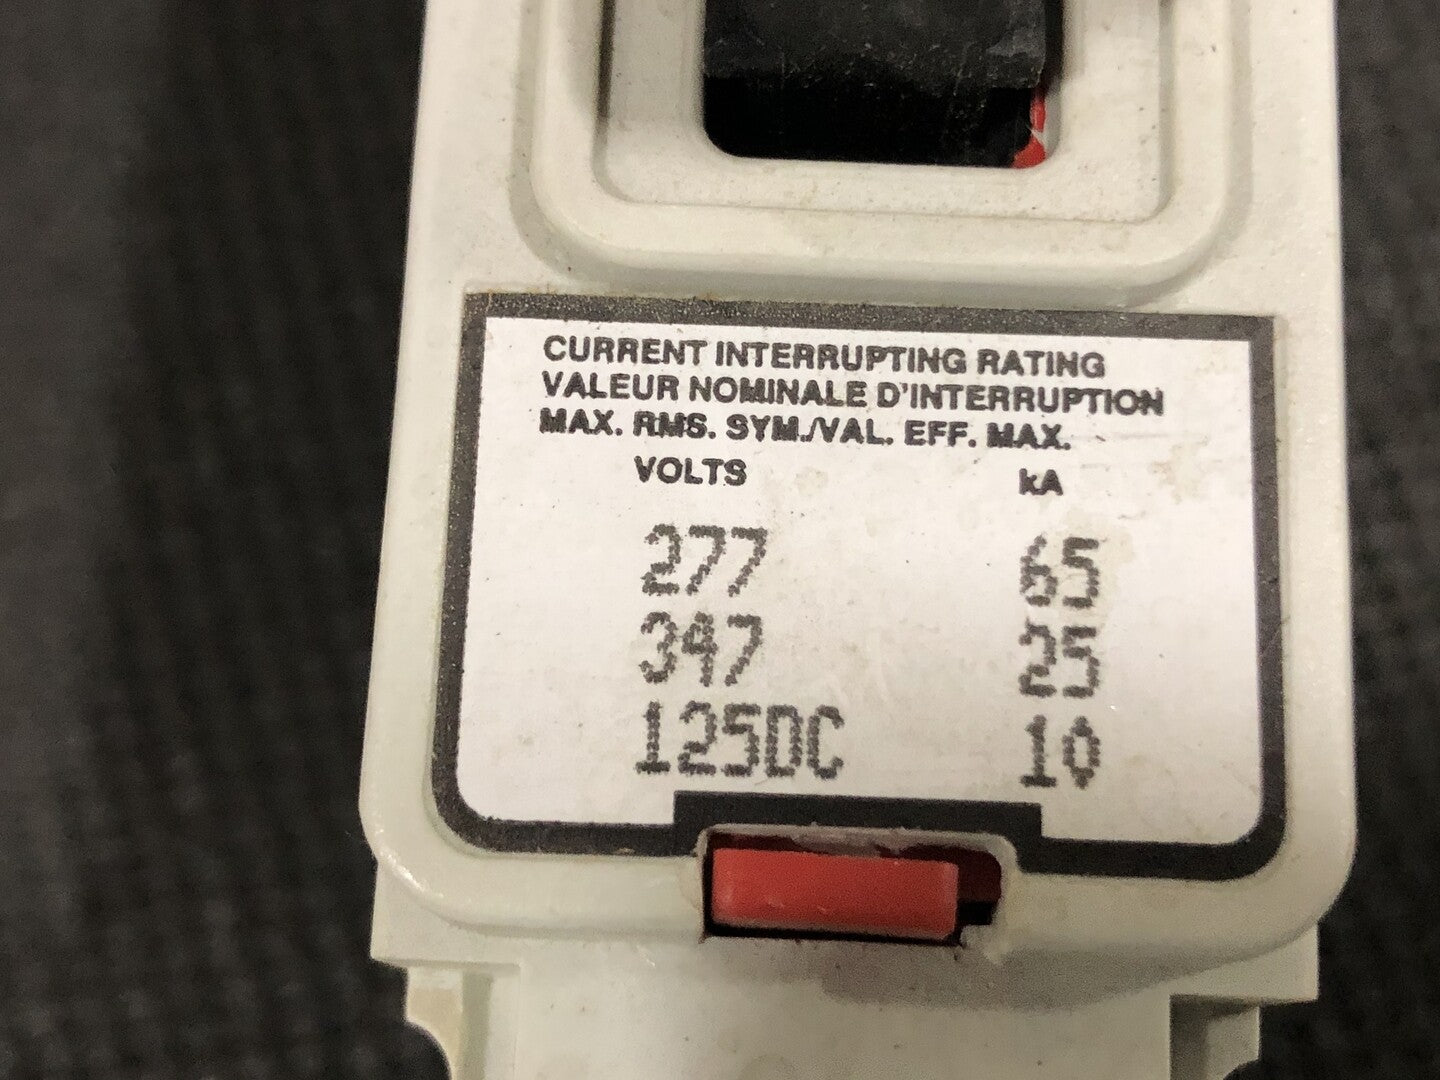 CURRENT INTERRUPTING RATING
VALEUR NOMINALE D'INTERRUPTION
MAX. RMS. SYM./VAL. EFF. MAX.
VOLTS kA
277 65
347 25
125DC 10